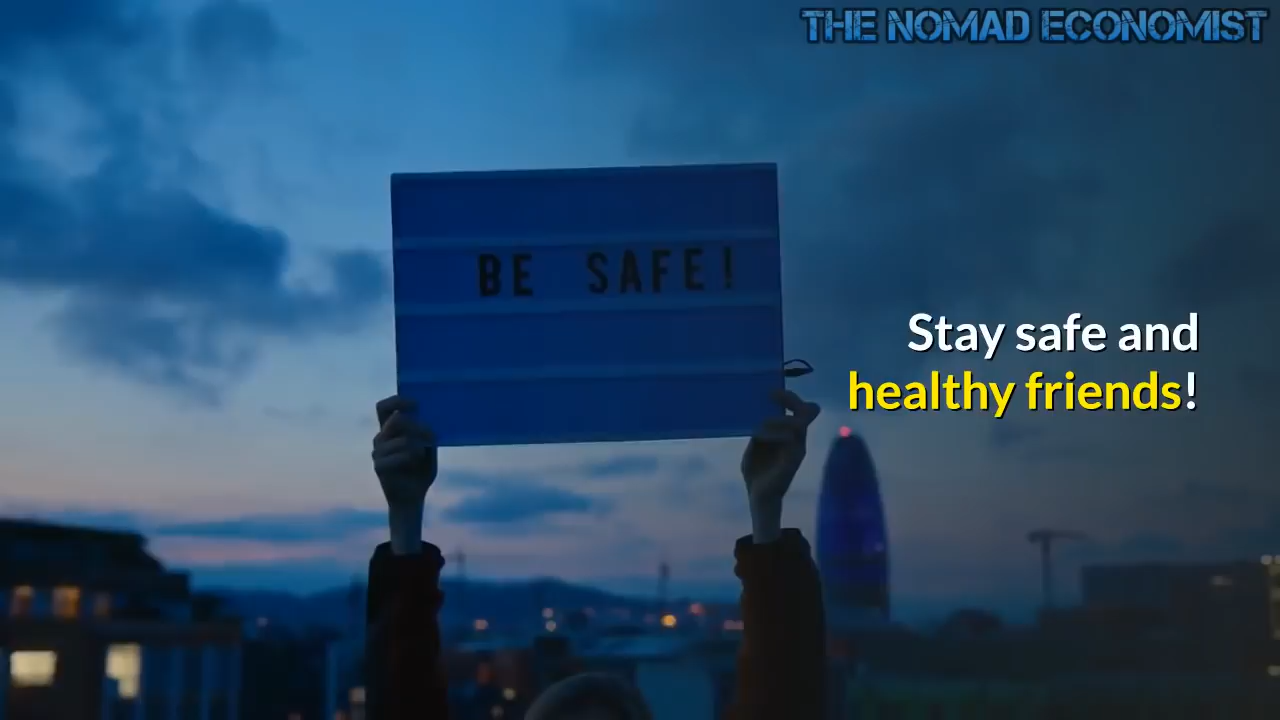 THE NOMAD ECONOMIST
BE SAFE!
Stay safe and
healthy friends!